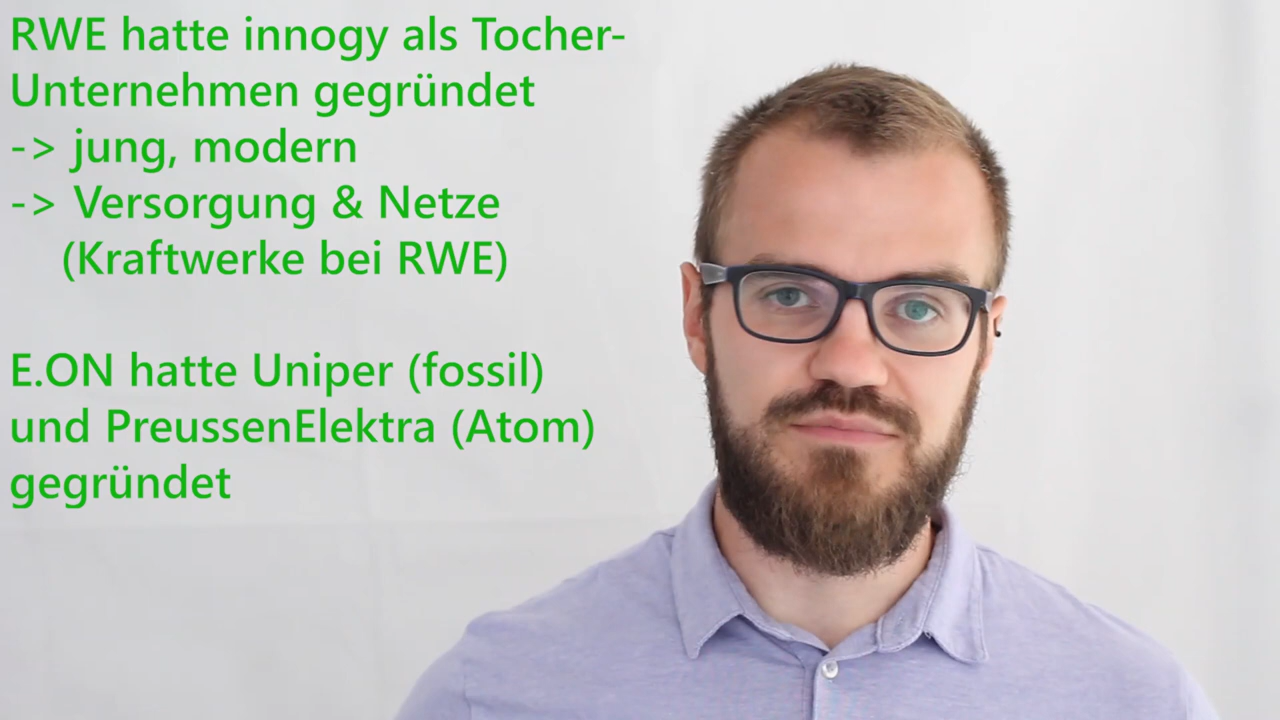 RWE hatte innogy als Tocher-
Unternehmen gegründet
-> jung, modern
-> Versorgung & Netze
(Kraftwerke bei RWE)
E.ON hatte Uniper (fossil)
und PreussenElektra (Atom)
gegründet